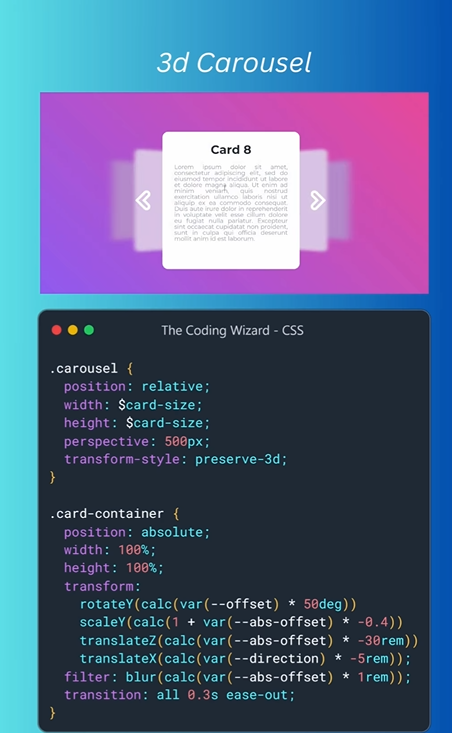 3d Carousel
Card 8
Lorem ipsum dolor sit amet,
consectetur adipiscing elit, sed do
eiusmod tempor incididunt ut labore
et dolore magna aliqua. Ut enim ad
minim veniam, quis nostrud
exercitation ullamco laboris nisi ut
aliquip ex ea commodo consequat.
Duis aute irure dolor in reprehenderit
in voluptate velit esse cillum dolore
eu fugiat nulla pariatur. Excepteur
sint occaecat cupidatat non proident,
sunt in culpa qui officia deserunt
mollit anim id est laborum.
The Coding Wizard - CSS
.carousel {
position: relative;
width: $card-size;
height: $card-size;
perspective: 500px;
transform-style: preserve-3d;
}
.card-container {
position: absolute;
width: 100%;
height: 100%;
transform:
rotateY(calc(var(--offset) * 50deg))
scaleY(calc(1 + var(--abs-offset) * -0.4))
translateZ(calc(var(--abs-offset) * -30rem))
translateX(calc(var(--direction) * -5rem));
filter: blur(calc(var(--abs-offset) * 1rem));
transition: all 0.3s ease-out;
}